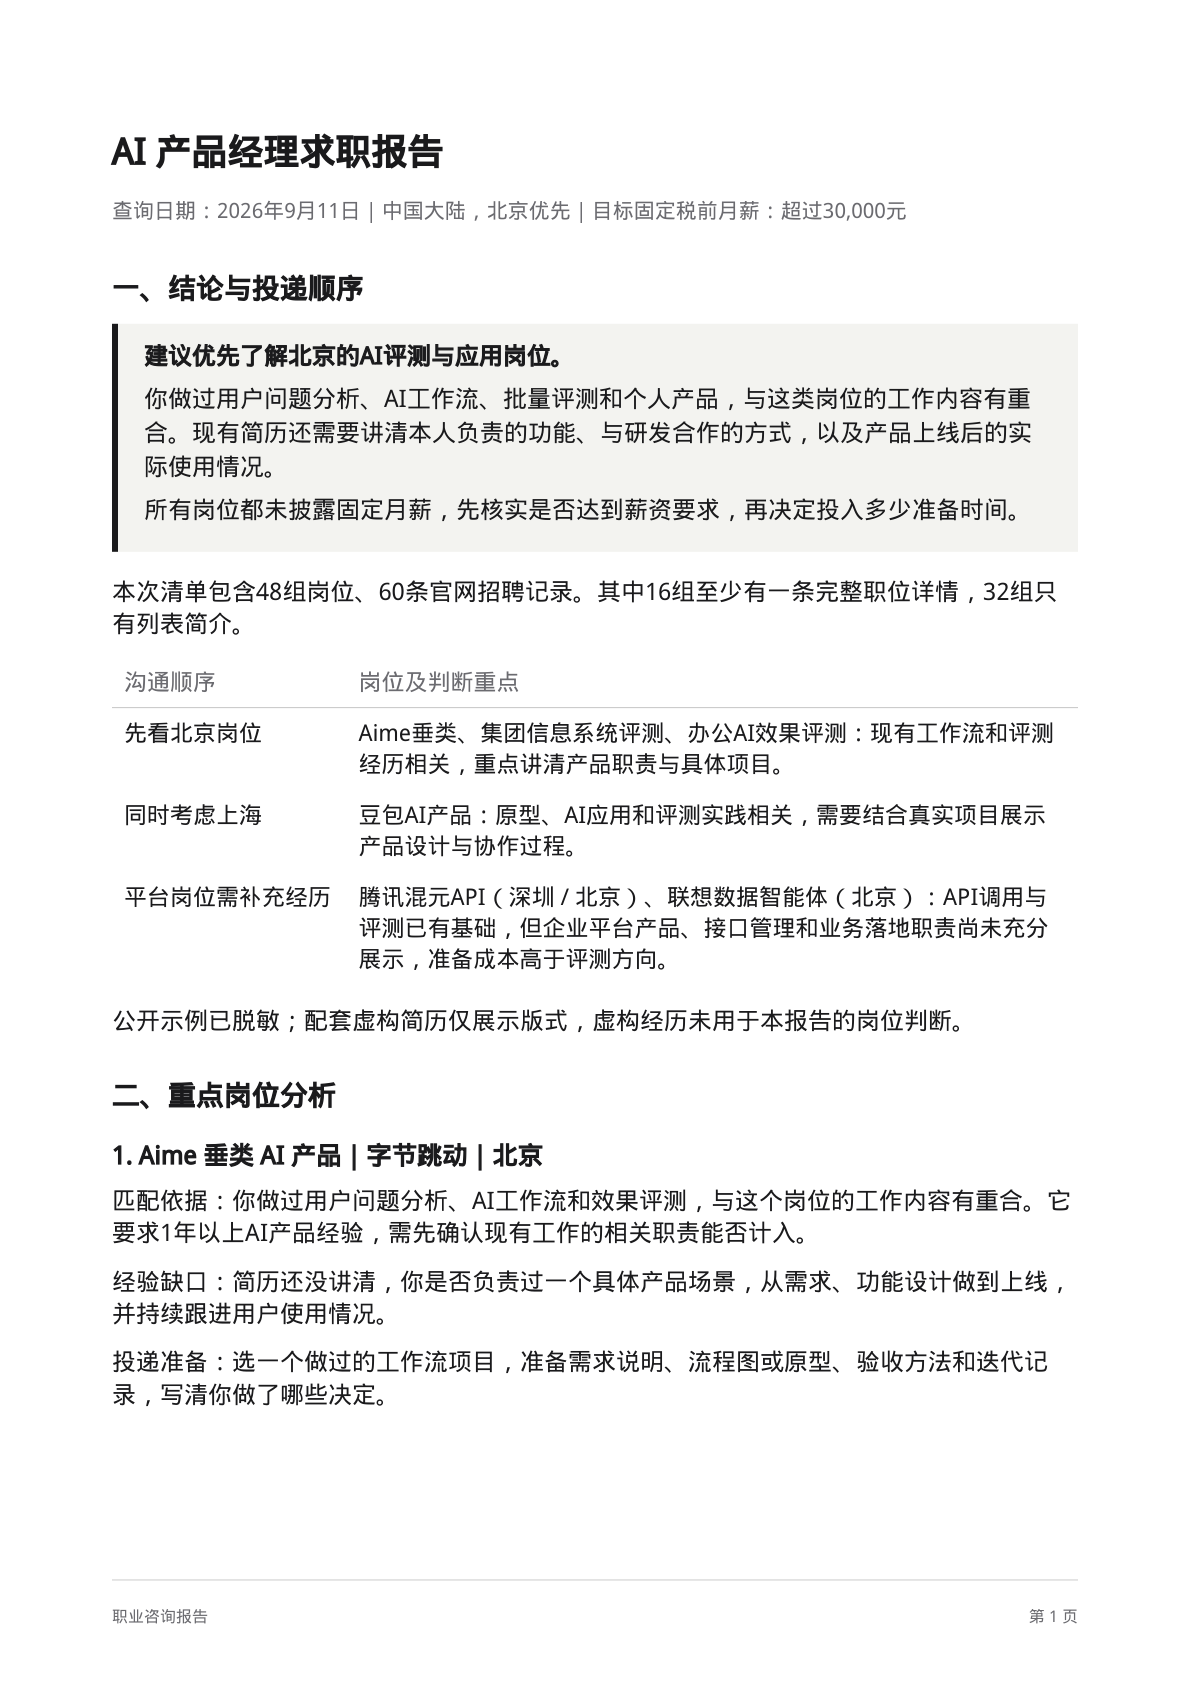 AI 产品经理求职报告
查询日期：2026年9月11日 | 中国大陆，北京优先 | 目标固定税前月薪：超过30,000元
一、结论与投递顺序
建议优先了解北京的AI评测与应用岗位。
你做过用户问题分析、AI工作流、批量评测和个人产品，与这类岗位的工作内容有重
合。现有简历还需要讲清本人负责的功能、与研发合作的方式，以及产品上线后的实
际使用情况。
所有岗位都未披露固定月薪，先核实是否达到薪资要求，再决定投入多少准备时间。
本次清单包含48组岗位、60条官网招聘记录。其中16组至少有一条完整职位详情，32组只
有列表简介。
沟通顺序 岗位及判断重点
先看北京岗位 Aime垂类、集团信息系统评测、办公AI效果评测：现有工作流和评测
经历相关，重点讲清产品职责与具体项目。
同时考虑上海 豆包AI产品：原型、AI应用和评测实践相关，需要结合真实项目展示
产品设计与协作过程。
平台岗位需补充经历 腾讯混元API（深圳 / 北京）、联想数据智能体（北京）：API调用与
评测已有基础，但企业平台产品、接口管理和业务落地职责尚未充分
展示，准备成本高于评测方向。
公开示例已脱敏；配套虚构简历仅展示版式，虚构经历未用于本报告的岗位判断。
二、重点岗位分析
1. Aime 垂类 AI 产品 | 字节跳动 | 北京
匹配依据：你做过用户问题分析、AI工作流和效果评测，与这个岗位的工作内容有重合。它
要求1年以上AI产品经验，需先确认现有工作的相关职责能否计入。
经验缺口：简历还没讲清，你是否负责过一个具体产品场景，从需求、功能设计做到上线，
并持续跟进用户使用情况。
投递准备：选一个做过的工作流项目，准备需求说明、流程图或原型、验收方法和迭代记
录，写清你做了哪些决定。
职业咨询报告 第 1 页